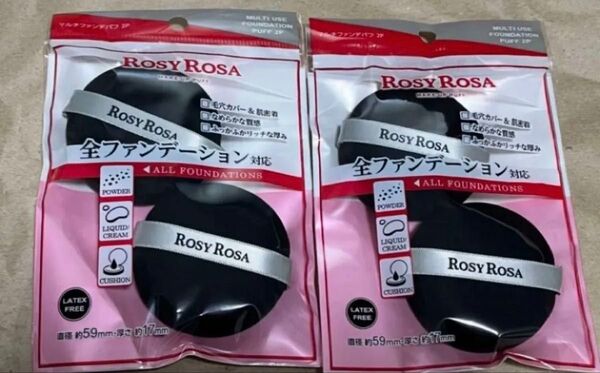 マルチファンデパフ 2P
MULTI USE
FOUNDATION
PUFF 2P
ROSY ROSA
MAKE-UP PUFF
毛穴カバー&肌密着
なめらかな質感
ふっかふかリッチな厚み
ROSY ROSA
全ファンデーション対応
ALL FOUNDATIONS
POWDER
LIQUID/
CREAM
CUSHION
ROSY ROSA
LATEX
FREE
直径 約59mm・厚さ 約17mm
マルチファンデパフ 2P
MULTI USE
FOUNDATION
PUFF 2P
ROSY ROSA
MAKE-UP PUFF
毛穴カバー&肌密着
なめらかな質感
ふっかふかリッチな厚み
ROSY ROSA
全ファンデーション対応
ALL FOUNDATIONS
POWDER
LIQUID/
CREAM
CUSHION
ROSY ROSA
LATEX
FREE
直径 約59mm・厚さ 約17mm